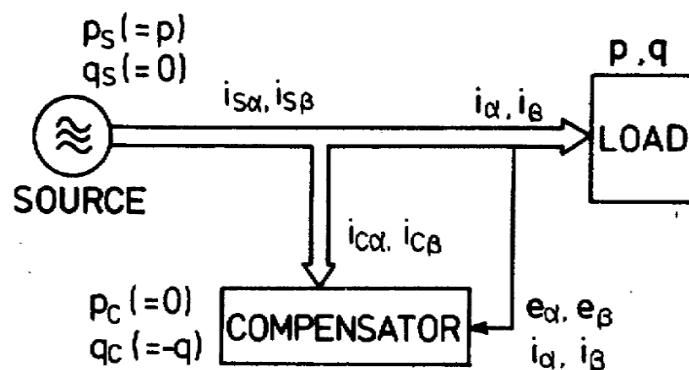 pS(=p)
qS(=0)
p,q
iSα, iSβ
iα, iβ
LOAD
SOURCE
iCα, iCβ
pC(=0)
qC(=-q)
COMPENSATOR
eα, eβ
iα, iβ